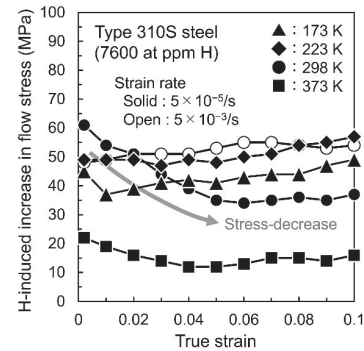 H-induced increase in flow stress (MPa)
100
90
80
70
60
50
40
30
20
10
0
Type 310S steel
(7600 at ppm H)
Strain rate
Solid : 5 × 10⁻⁵/s
Open : 5 × 10⁻³/s
▲ : 173 K
◆ : 223 K
● : 298 K
■ : 373 K
Stress-decrease
0 0.02 0.04 0.06 0.08 0.1
True strain